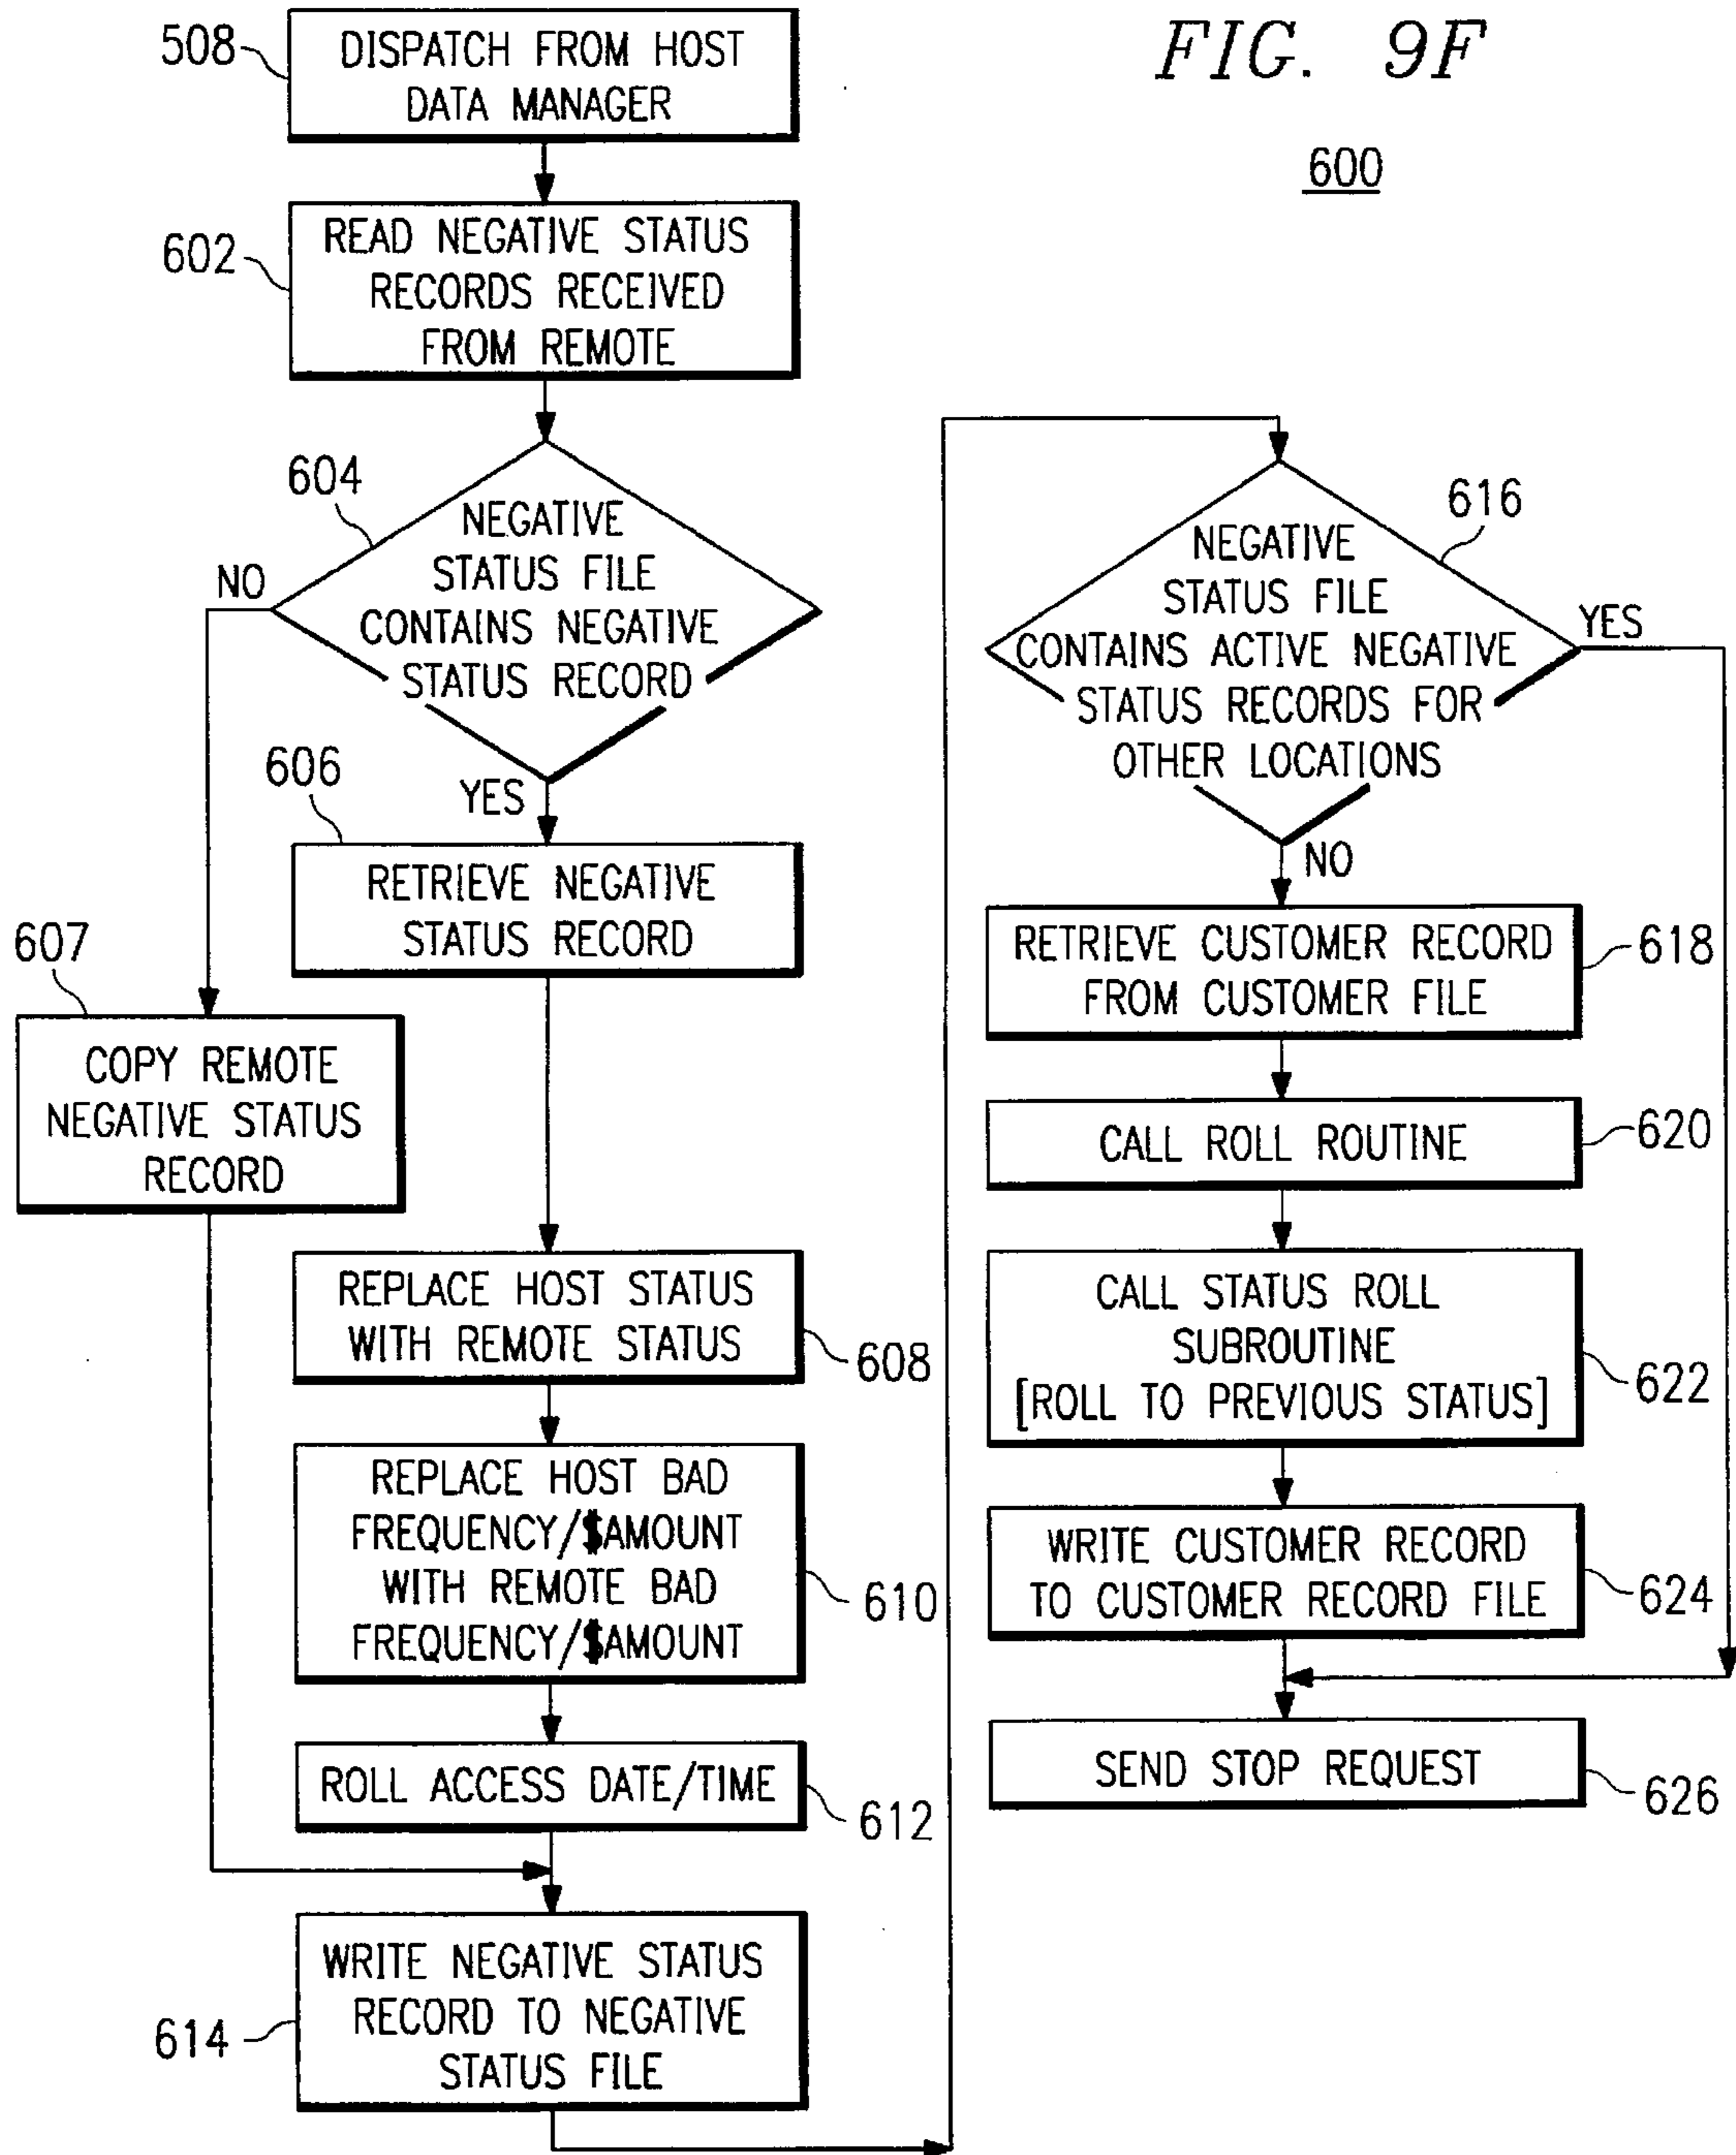 FIG. 9F
600
508
DISPATCH FROM HOST
DATA MANAGER
602
READ NEGATIVE STATUS
RECORDS RECEIVED
FROM REMOTE
604
NEGATIVE
STATUS FILE
CONTAINS NEGATIVE
STATUS RECORD
NO
YES
606
RETRIEVE NEGATIVE
STATUS RECORD
607
COPY REMOTE
NEGATIVE STATUS
RECORD
REPLACE HOST STATUS
WITH REMOTE STATUS
608
REPLACE HOST BAD
FREQUENCY/$AMOUNT
WITH REMOTE BAD
FREQUENCY/$AMOUNT
610
ROLL ACCESS DATE/TIME
612
WRITE NEGATIVE STATUS
RECORD TO NEGATIVE
STATUS FILE
614
616
NEGATIVE
STATUS FILE
CONTAINS ACTIVE NEGATIVE
STATUS RECORDS FOR
OTHER LOCATIONS
YES
NO
RETRIEVE CUSTOMER RECORD
FROM CUSTOMER FILE
618
CALL ROLL ROUTINE
620
CALL STATUS ROLL
SUBROUTINE
[ROLL TO PREVIOUS STATUS]
622
WRITE CUSTOMER RECORD
TO CUSTOMER RECORD FILE
624
SEND STOP REQUEST
626